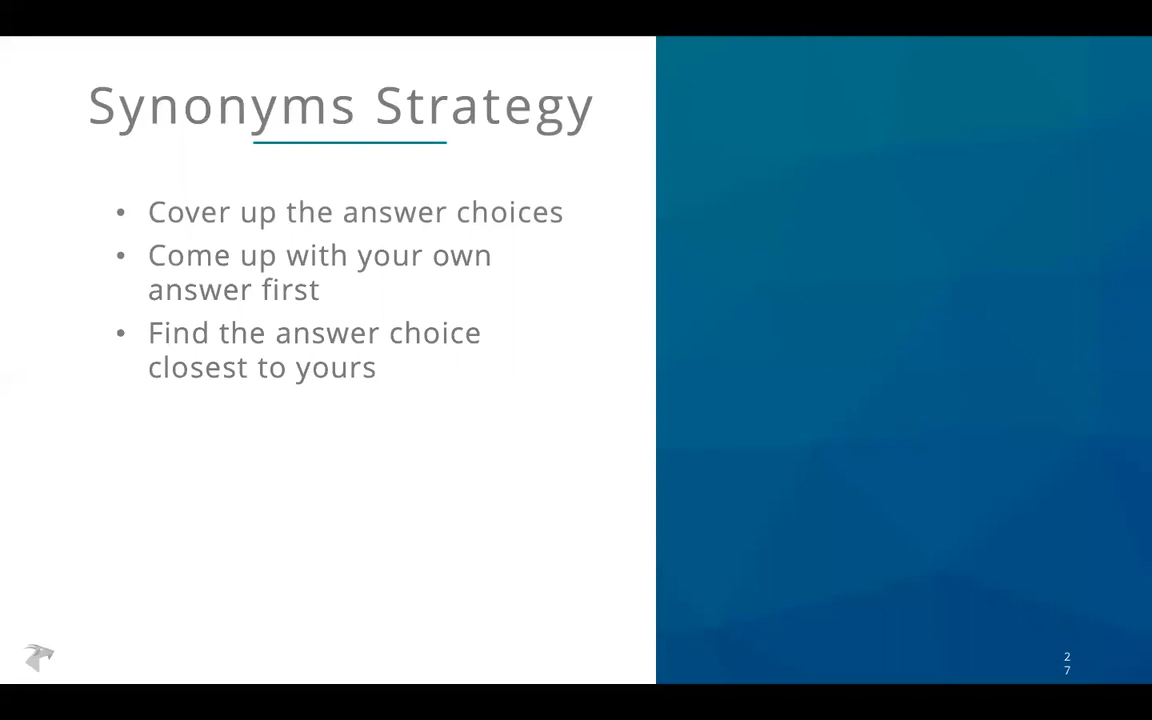 Synonyms Strategy
• Cover up the answer choices
• Come up with your own
answer first
• Find the answer choice
closest to yours
2
7